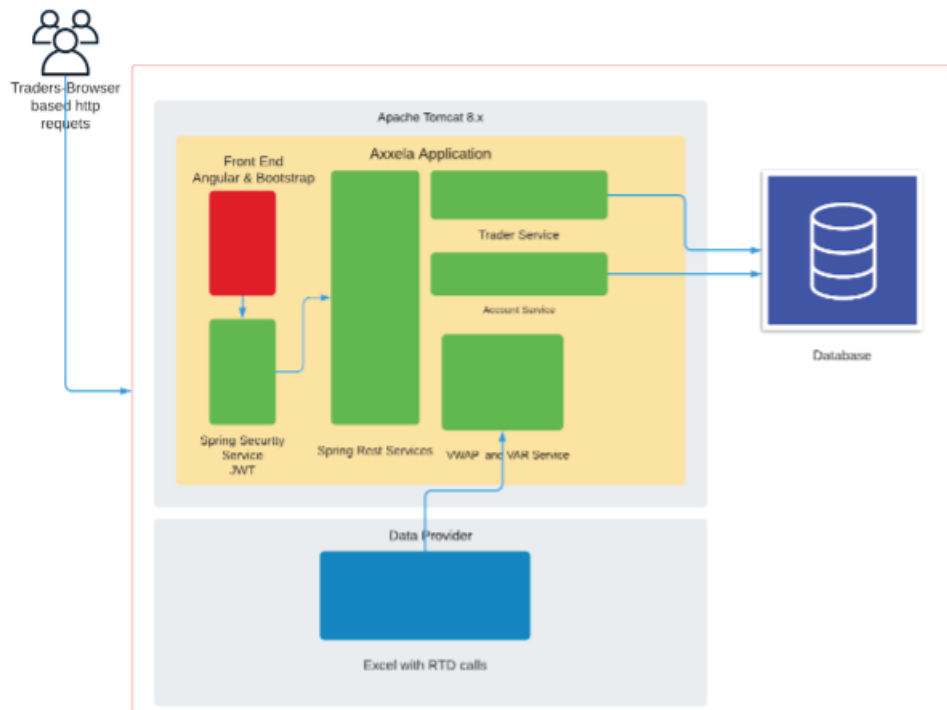 Traders-Browser
based http
requets
Apache Tomcat 8.x
Axxela Application
Front End
Angular & Bootstrap
Trader Service
Account Service
Database
Spring Security
Service
JWT
Spring Rest Services
VWAP and VAR Service
Data Provider
Excel with RTD calls